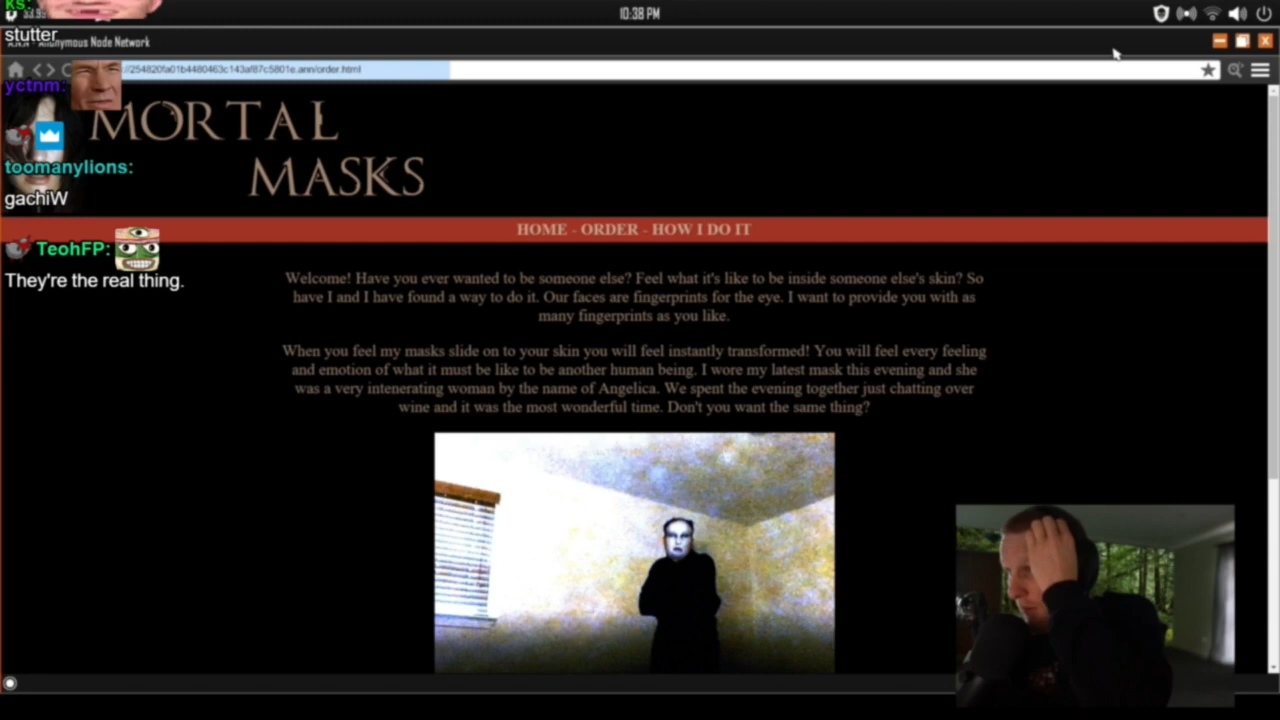 ks:
stutter
10:38 PM
Anonymous Node Network
//254820fa01b4480463c143af87c5801e.ann/order.html
yctnm:
MORTAL
MASKS
toomanylions:
gachiW
HOME - ORDER - HOW I DO IT
TeohFP:
They're the real thing.
Welcome! Have you ever wanted to be someone else? Feel what it's like to be inside someone else's skin? So
have I and I have found a way to do it. Our faces are fingerprints for the eye. I want to provide you with as
many fingerprints as you like.
When you feel my masks slide on to your skin you will feel instantly transformed! You will feel every feeling
and emotion of what it must be like to be another human being. I wore my latest mask this evening and she
was a very intenerating woman by the name of Angelica. We spent the evening together just chatting over
wine and it was the most wonderful time. Don't you want the same thing?